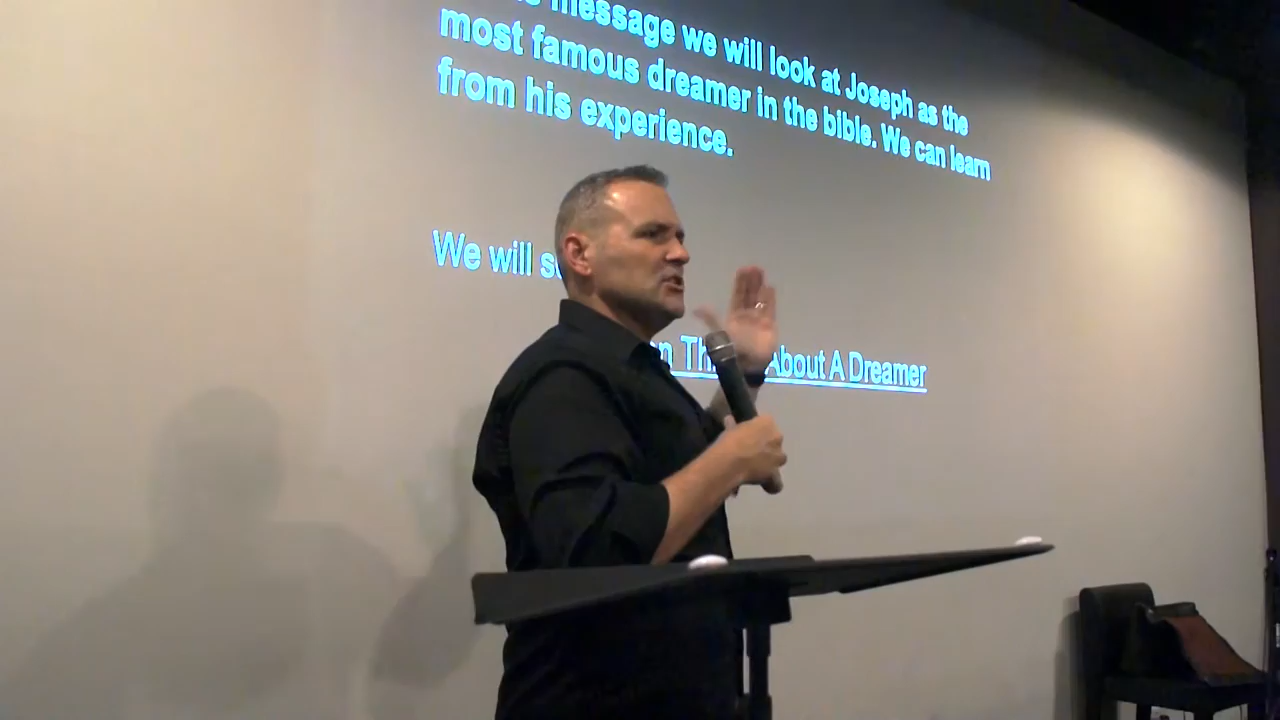 message we will look at Joseph as the
most famous dreamer in the bible. We can learn
from his experience.
We will
About A Dreamer